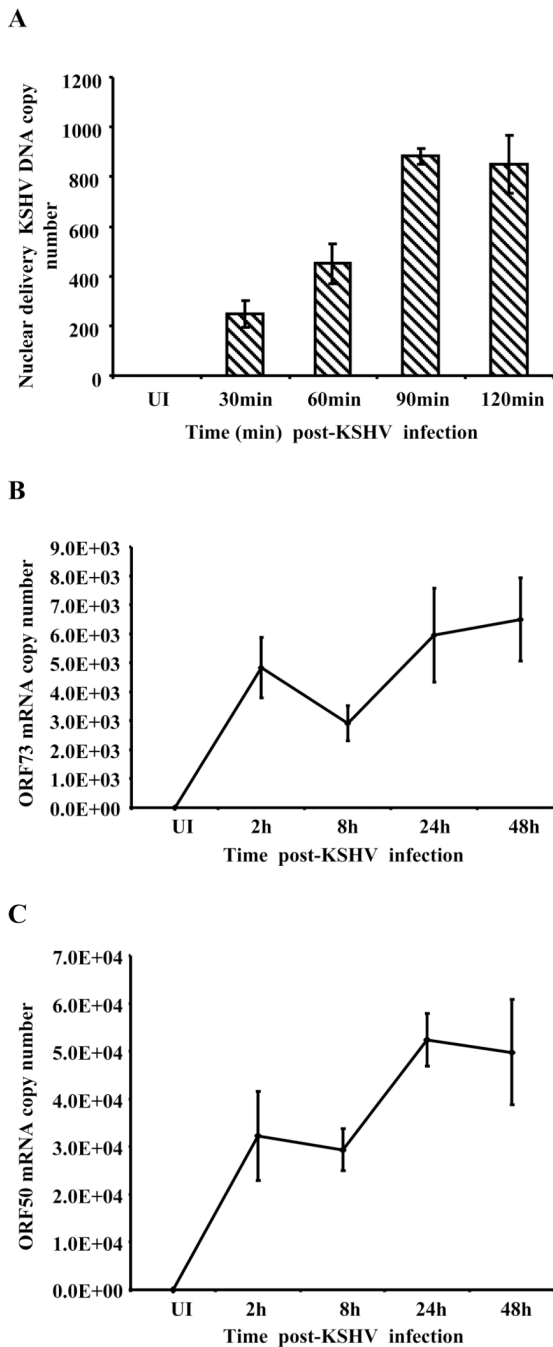 A
Nuclear delivery KSHV DNA copy
number
1200
1000
800
600
400
200
0
UI 30min 60min 90min 120min
Time (min) post-KSHV infection
B
ORF73 mRNA copy number
9.0E+03
8.0E+03
7.0E+03
6.0E+03
5.0E+03
4.0E+03
3.0E+03
2.0E+03
1.0E+03
0.0E+00
UI 2h 8h 24h 48h
Time post-KSHV infection
C
ORF50 mRNA copy number
7.0E+04
6.0E+04
5.0E+04
4.0E+04
3.0E+04
2.0E+04
1.0E+04
0.0E+00
UI 2h 8h 24h 48h
Time post-KSHV infection